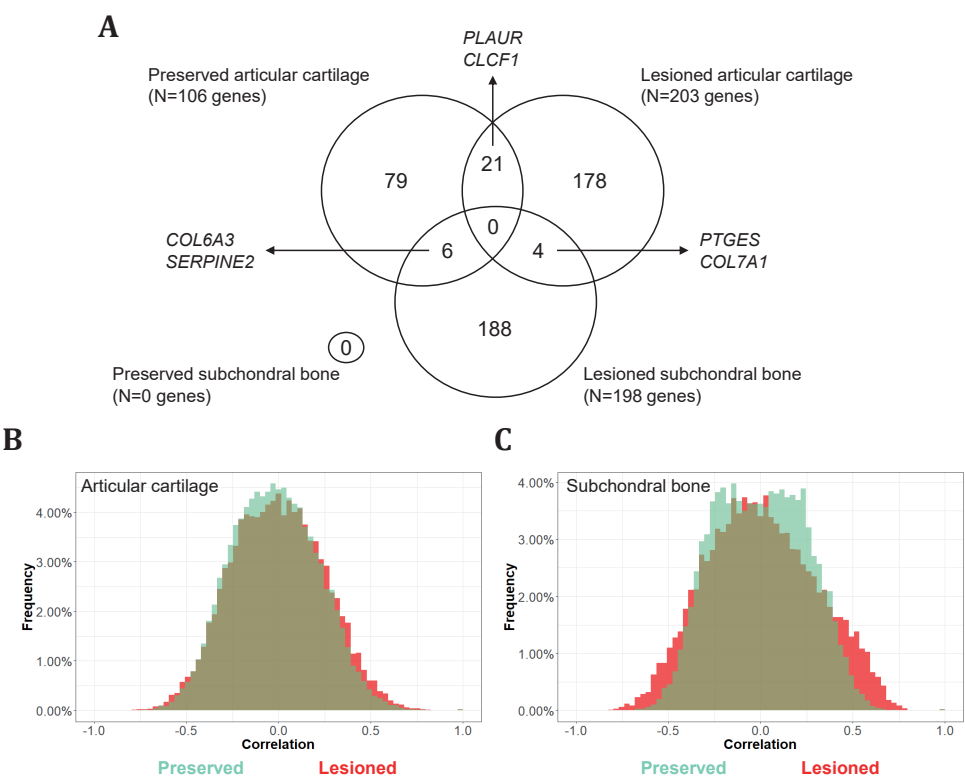 A
PLAUR
CLCF1
Preserved articular cartilage
(N=106 genes)
Lesioned articular cartilage
(N=203 genes)
21
79
178
0
COL6A3
SERPINE2
6
4
PTGES
COL7A1
188
0
Preserved subchondral bone
(N=0 genes)
Lesioned subchondral bone
(N=198 genes)
B
Articular cartilage
4.00%
3.00%
2.00%
1.00%
0.00%
Frequency
-1.0 -0.5 0.0 0.5 1.0
Correlation
Preserved Lesioned
C
Subchondral bone
4.00%
3.00%
2.00%
1.00%
0.00%
Frequency
-1.0 -0.5 0.0 0.5 1.0
Correlation
Preserved Lesioned